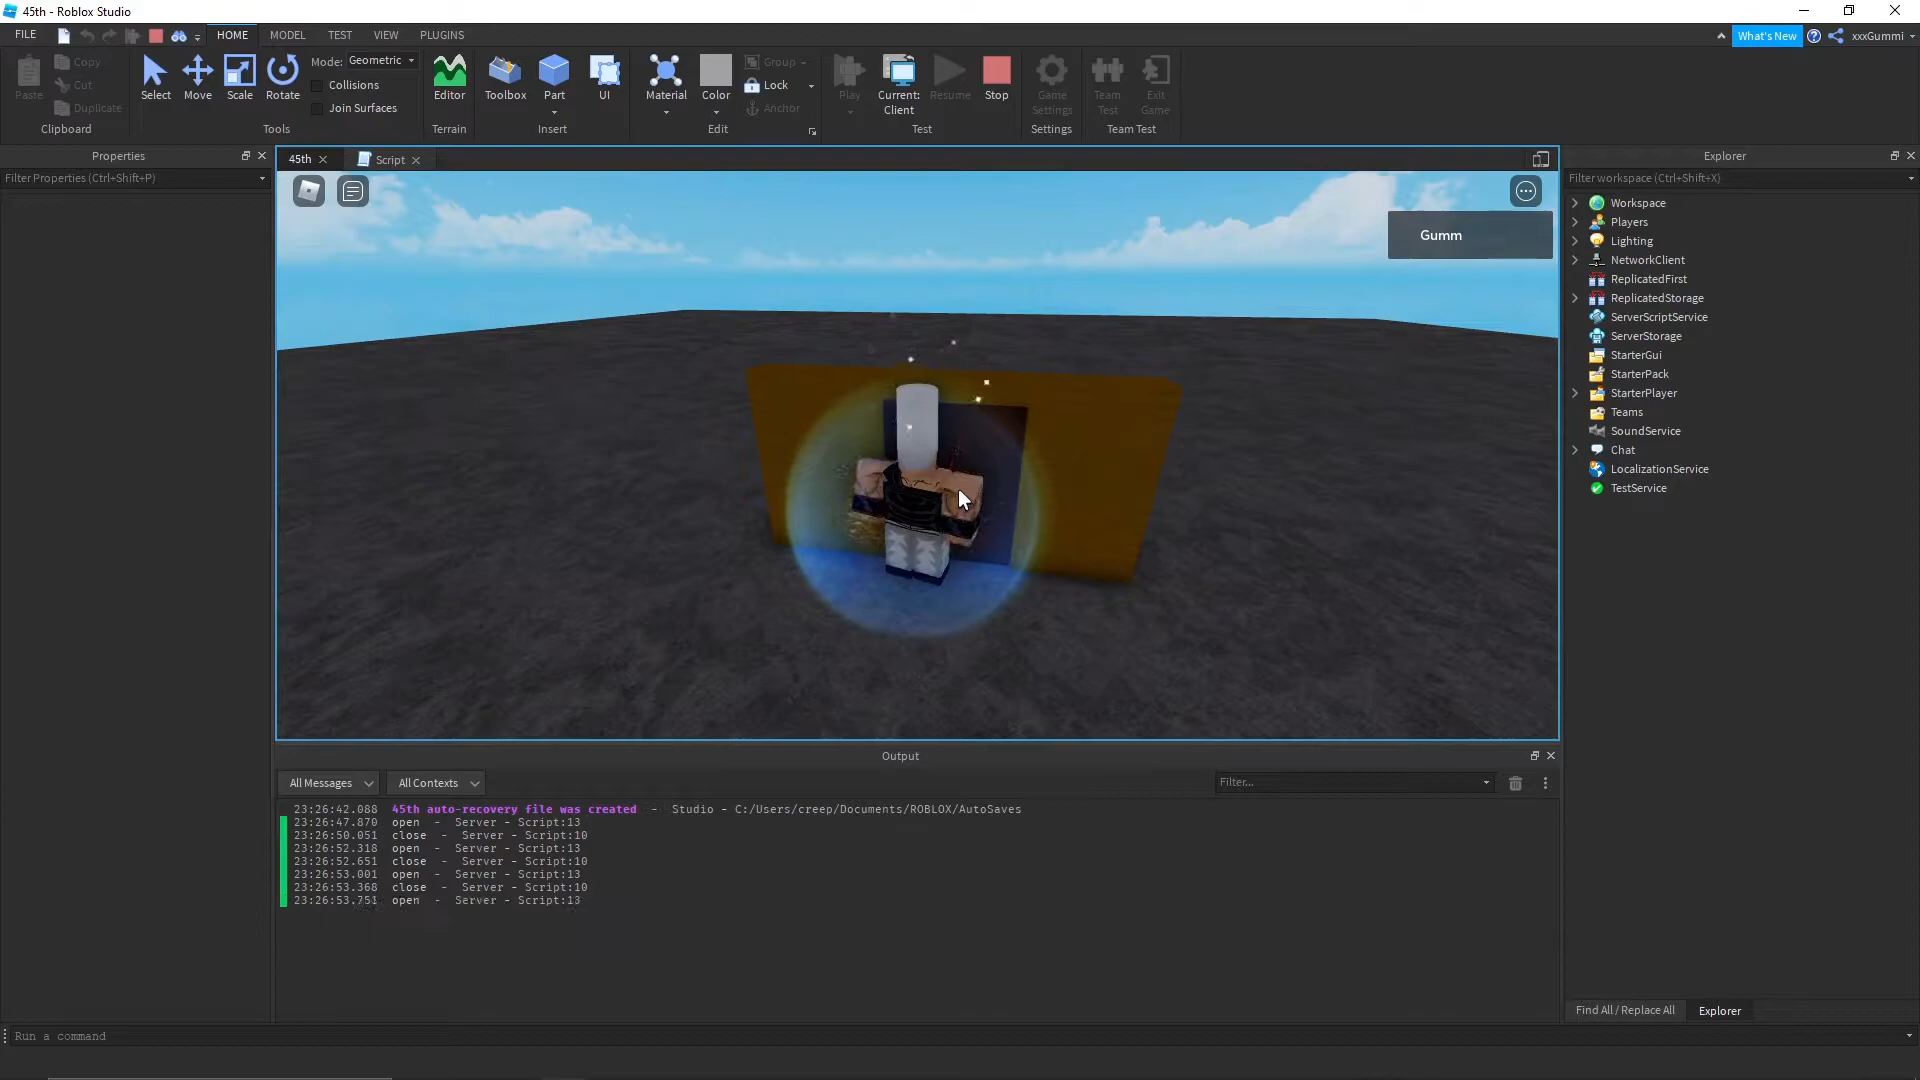 45th - Roblox Studio
FILE
HOME
MODEL
TEST
VIEW
PLUGINS
What's New
xxxGummi
Paste
Copy
Cut
Duplicate
Clipboard
Select
Move
Scale
Rotate
Mode: Geometric
Collisions
Join Surfaces
Tools
Editor
Terrain
Toolbox
Part
UI
Insert
Material
Color
Group
Lock
Anchor
Edit
Play
Current:
Client
Resume
Stop
Test
Game
Settings
Settings
Team
Test
Exit
Game
Team Test
Properties
Filter Properties (Ctrl+Shift+P)
45th
Script
Gumm
Explorer
Filter workspace (Ctrl+Shift+X)
Workspace
Players
Lighting
NetworkClient
ReplicatedFirst
ReplicatedStorage
ServerScriptService
ServerStorage
StarterGui
StarterPack
StarterPlayer
Teams
SoundService
Chat
LocalizationService
TestService
Output
All Messages
All Contexts
Filter...
23:26:42.088 45th auto-recovery file was created - Studio - C:/Users/creep/Documents/ROBLOX/AutoSaves
23:26:47.870 open - Server - Script:13
23:26:50.051 close - Server - Script:10
23:26:52.318 open - Server - Script:13
23:26:52.651 close - Server - Script:10
23:26:53.001 open - Server - Script:13
23:26:53.368 close - Server - Script:10
23:26:53.751 open - Server - Script:13
Find All / Replace All
Explorer
Run a command